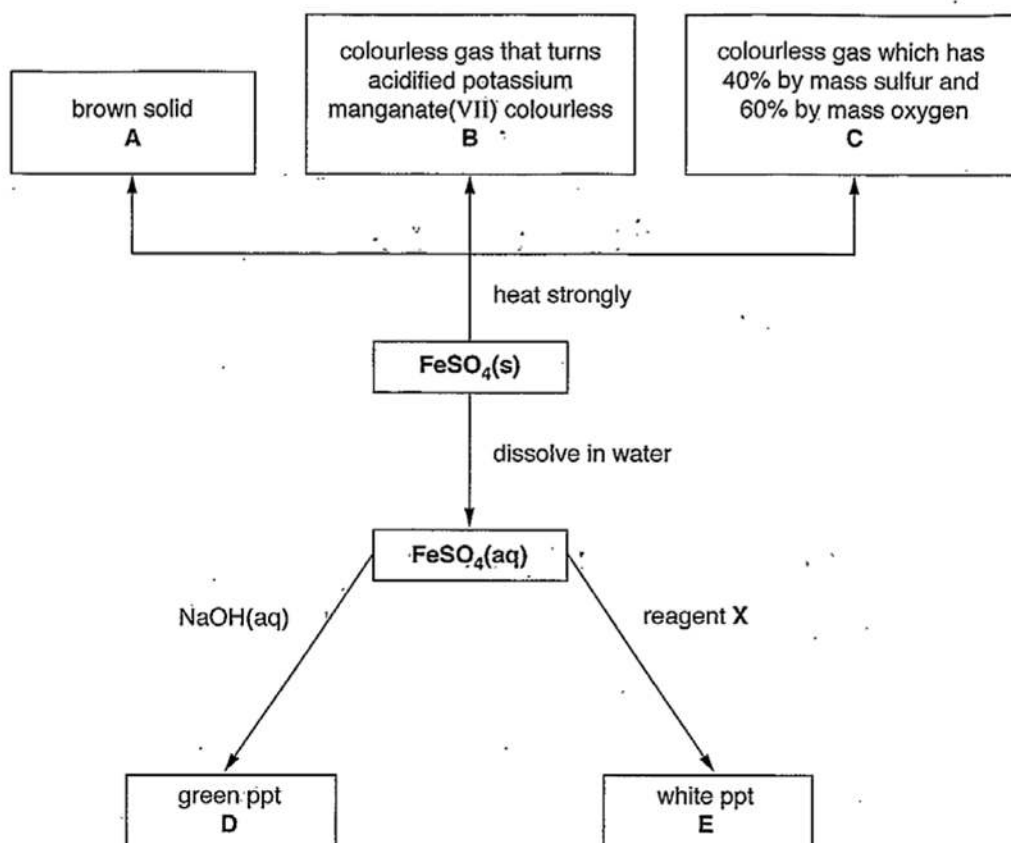 brown solid
A
colourless gas that turns
acidified potassium
manganate(VII) colourless
B
colourless gas which has
40% by mass sulfur and
60% by mass oxygen
C
heat strongly
FeSO₄(s)
dissolve in water
FeSO₄(aq)
NaOH(aq)
reagent X
green ppt
D
white ppt
E